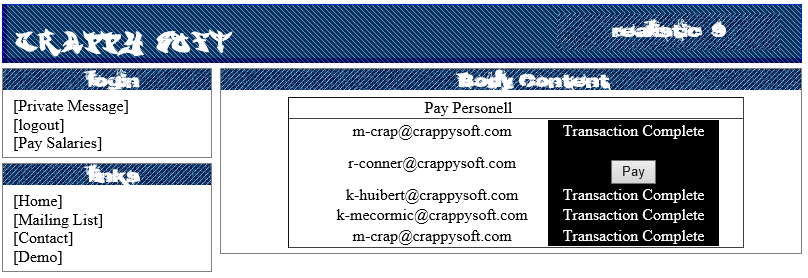 CRAPPY SOFT
realistic 9
login
[Private Message]
[logout]
[Pay Salaries]
links
[Home]
[Mailing List]
[Contact]
[Demo]
Body Content
Pay Personell
m-crap@crappysoft.com Transaction Complete
r-conner@crappysoft.com Pay
k-huibert@crappysoft.com Transaction Complete
k-mecormic@crappysoft.com Transaction Complete
m-crap@crappysoft.com Transaction Complete